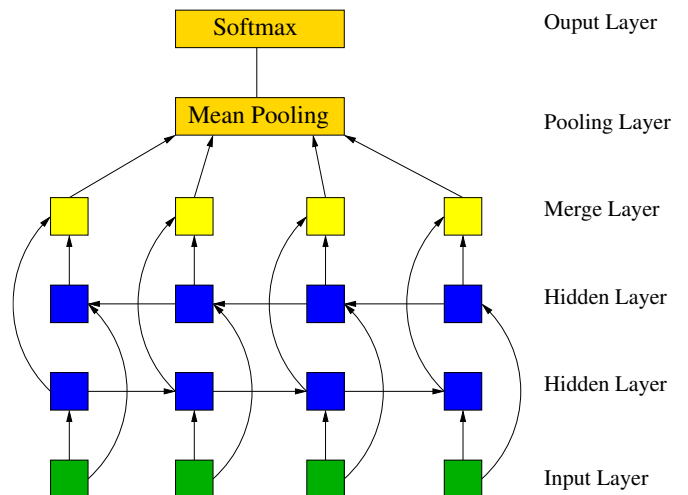 Softmax
Ouput Layer
Mean Pooling
Pooling Layer
Merge Layer
Hidden Layer
Hidden Layer
Input Layer